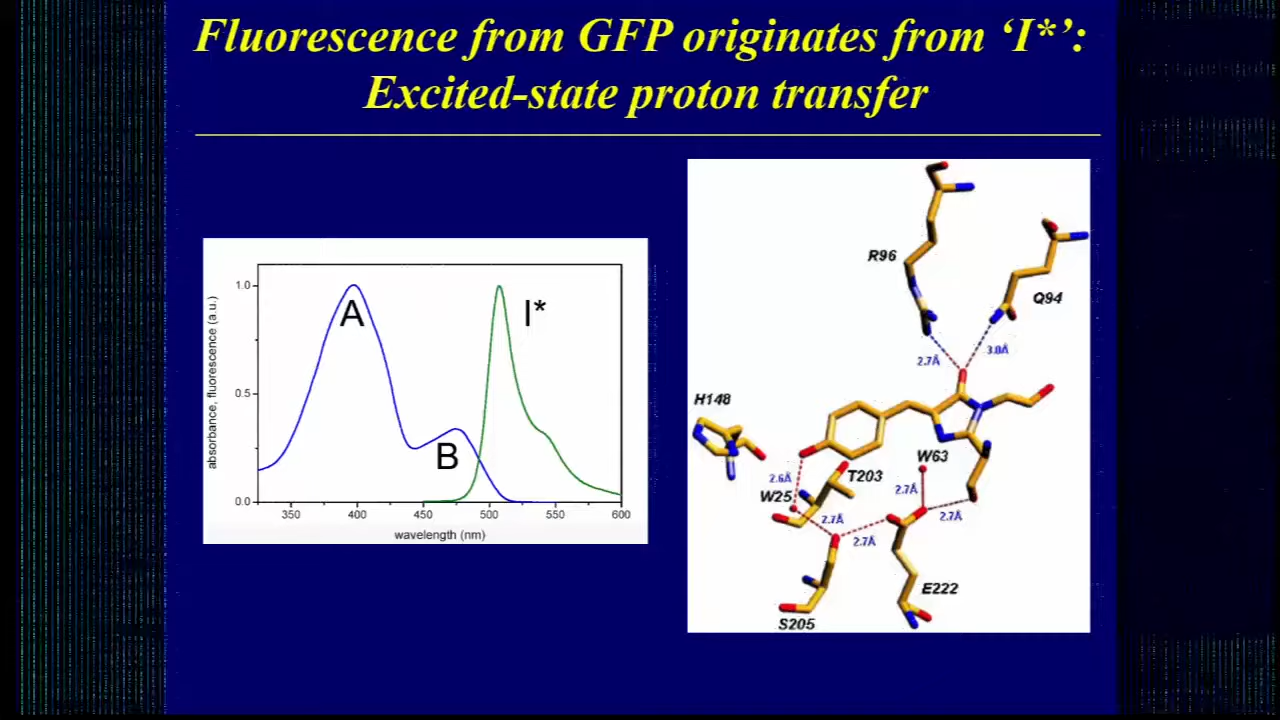 Fluorescence from GFP originates from ‘I*’:
Excited-state proton transfer
absorbance, fluorescence (a.u.)
1.0
0.5
0.0
A
B
I*
350 400 450 500 550 600
wavelength (nm)
R96
Q94
2.7Å
3.0Å
H148
W63
T203
2.6Å
W25
2.7Å
2.7Å
2.7Å
2.7Å
E222
S205